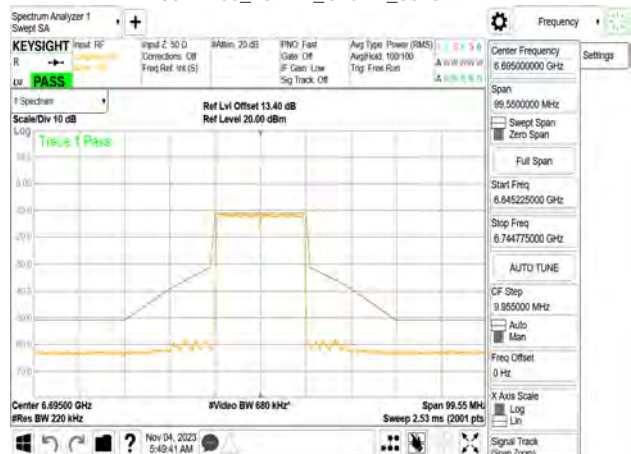 Spectrum Analyzer 1
Swept SA
Frequency
KEYSIGHT
Input: RF
Input Z: 50 Ω
Corrections: Off
Freq Ref: Int (S)
#Atten: 20 dB
PNO: Fast
Gate: Off
IF Gain: Low
Sig Track: Off
Avg Type: Power (RMS)
Avg|Hold: 100/100
Trig: Free Run
PASS
Center Frequency
6.695000000 GHz
Settings
Span
99.5500000 MHz
Swept Span
Zero Span
Full Span
Start Freq
6.645225000 GHz
Stop Freq
6.744775000 GHz
AUTO TUNE
CF Step
9.955000 MHz
Auto
Man
Freq Offset
0 Hz
X Axis Scale
Log
Lin
Signal Track
(Span Zoom)
1 Spectrum
Scale/Div 10 dB
Ref Lvl Offset 13.40 dB
Ref Level 20.00 dBm
Log
Trace 1 Pass
Center 6.69500 GHz
#Res BW 220 kHz
#Video BW 680 kHz*
Span 99.55 MHz
Sweep 2.53 ms (2001 pts
Nov 04, 2023
5:49:41 AM